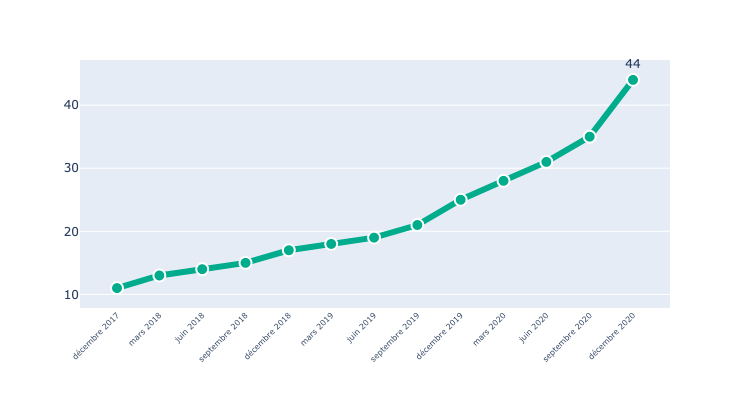 44
40
30
20
10
décembre 2017
mars 2018
juin 2018
septembre 2018
décembre 2018
mars 2019
juin 2019
septembre 2019
décembre 2019
mars 2020
juin 2020
septembre 2020
décembre 2020